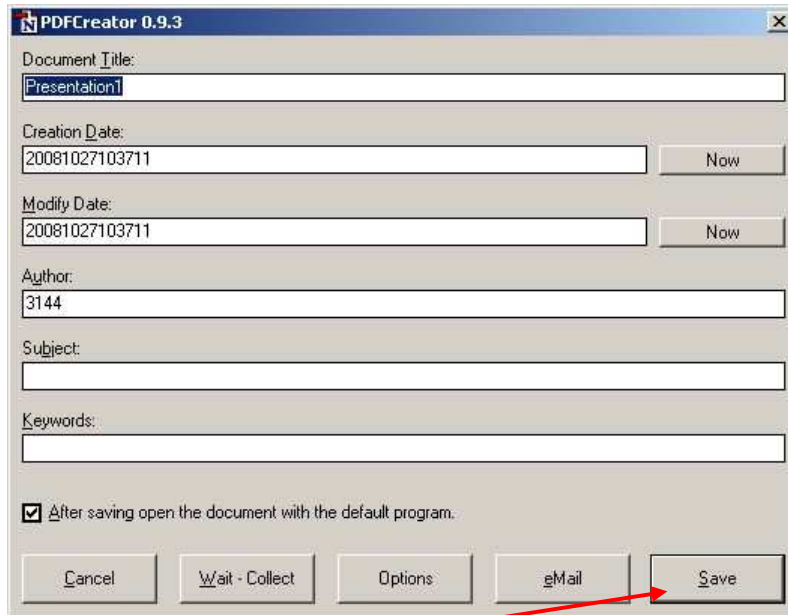 PDFCreator 0.9.3
Document Title:
Presentation1
Creation Date:
20081027103711
Now
Modify Date:
20081027103711
Now
Author:
3144
Subject:
Keywords:
After saving open the document with the default program.
Cancel Wait - Collect Options eMail Save